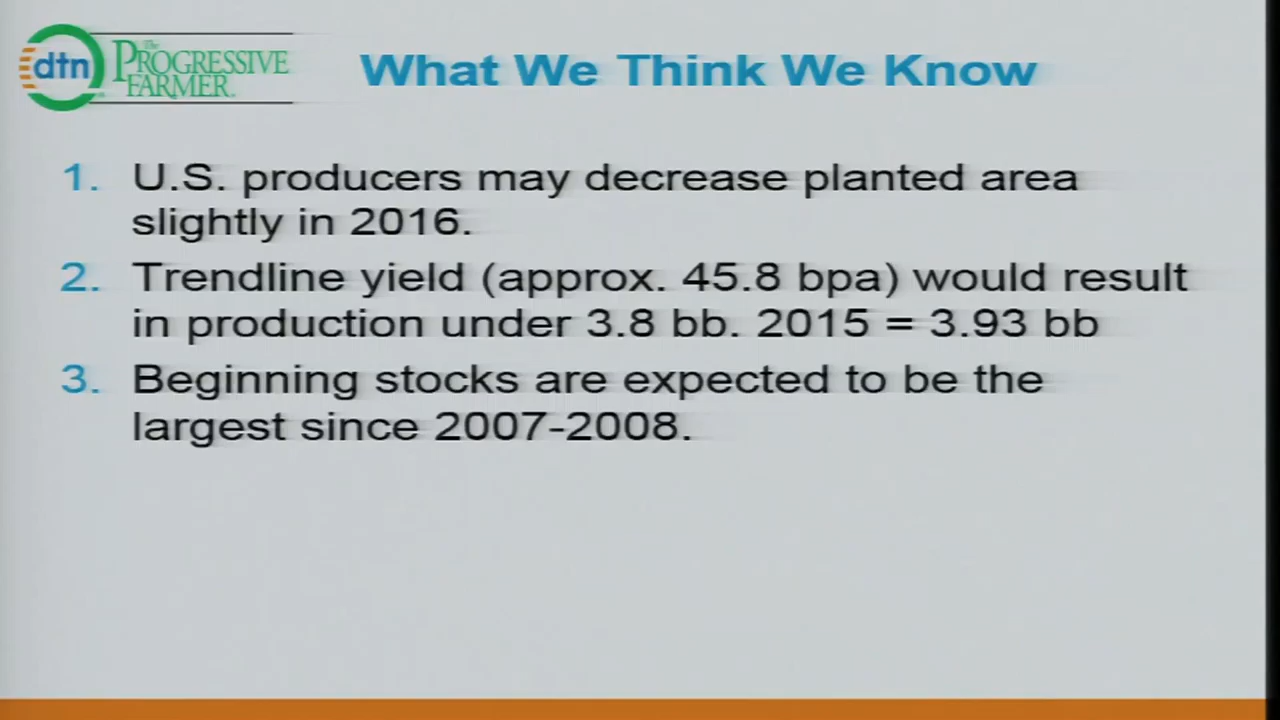 dtn
The
PROGRESSIVE
FARMER
What We Think We Know
1. U.S. producers may decrease planted area
slightly in 2016.
2. Trendline yield (approx. 45.8 bpa) would result
in production under 3.8 bb. 2015 = 3.93 bb
3. Beginning stocks are expected to be the
largest since 2007-2008.